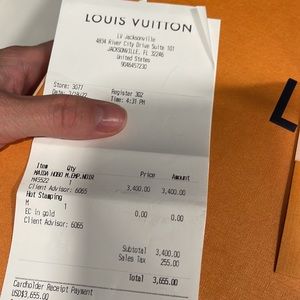 LOUIS VUITTON
LV Jacksonville
4834 River City Drive Suite 101
JACKSONVILLE, FL 32246
United States
9046457230
Store: 3077
Register 302
Time: 4:31 PM
Item Qty Price Amount
M45522 1 3,400.00 3,400.00
Client Advisor: 6065
Hot Stamping
M 1 0.00 0.00
EC in gold
Client Advisor: 6065
Subtotal 3,400.00
Sales Tax 255.00
Total 3,655.00
Cardholder Receipt Payment
USD$3,655.00
L